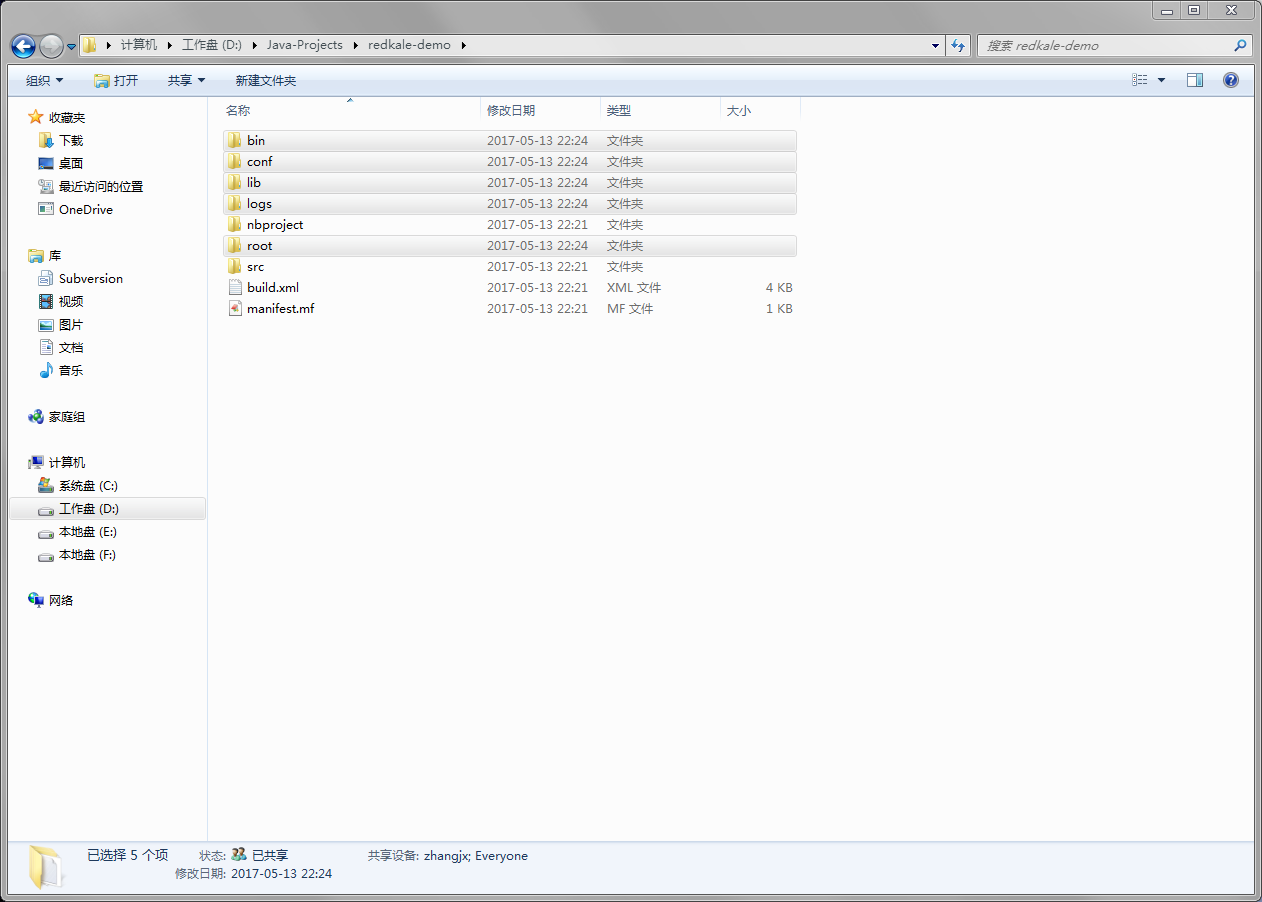 计算机 工作盘 (D:) Java-Projects redkale-demo 搜索 redkale-demo
组织 打开 共享 新建文件夹
收藏夹
下载
桌面
最近访问的位置
OneDrive
库
Subversion
视频
图片
文档
音乐
家庭组
计算机
系统盘 (C:)
工作盘 (D:)
本地盘 (E:)
本地盘 (F:)
网络
名称 修改日期 类型 大小
bin 2017-05-13 22:24 文件夹
conf 2017-05-13 22:24 文件夹
lib 2017-05-13 22:24 文件夹
logs 2017-05-13 22:24 文件夹
nbproject 2017-05-13 22:21 文件夹
root 2017-05-13 22:24 文件夹
src 2017-05-13 22:21 文件夹
build.xml 2017-05-13 22:21 XML 文件 4 KB
manifest.mf 2017-05-13 22:21 MF 文件 1 KB
已选择 5 个项 状态: 已共享 共享设备: zhangjx; Everyone
修改日期: 2017-05-13 22:24